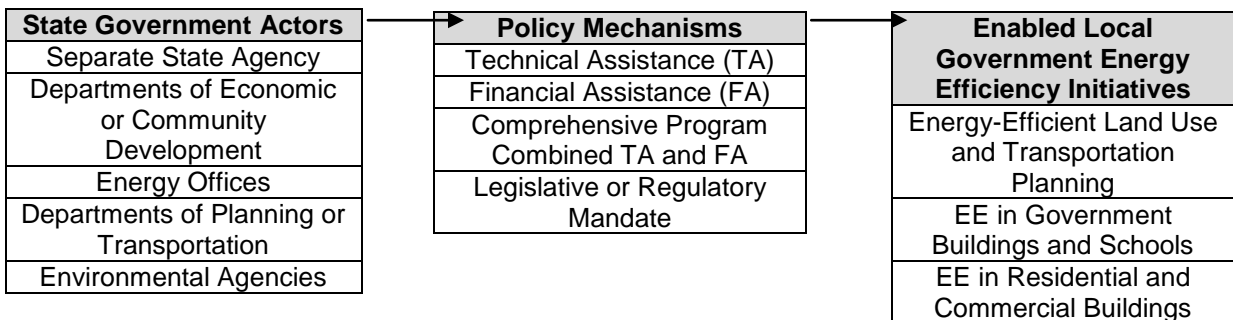 State Government Actors
Separate State Agency
Departments of Economic
or Community
Development
Energy Offices
Departments of Planning or
Transportation
Environmental Agencies
Policy Mechanisms
Technical Assistance (TA)
Financial Assistance (FA)
Comprehensive Program
Combined TA and FA
Legislative or Regulatory
Mandate
Enabled Local
Government Energy
Efficiency Initiatives
Energy-Efficient Land Use
and Transportation
Planning
EE in Government
Buildings and Schools
EE in Residential and
Commercial Buildings